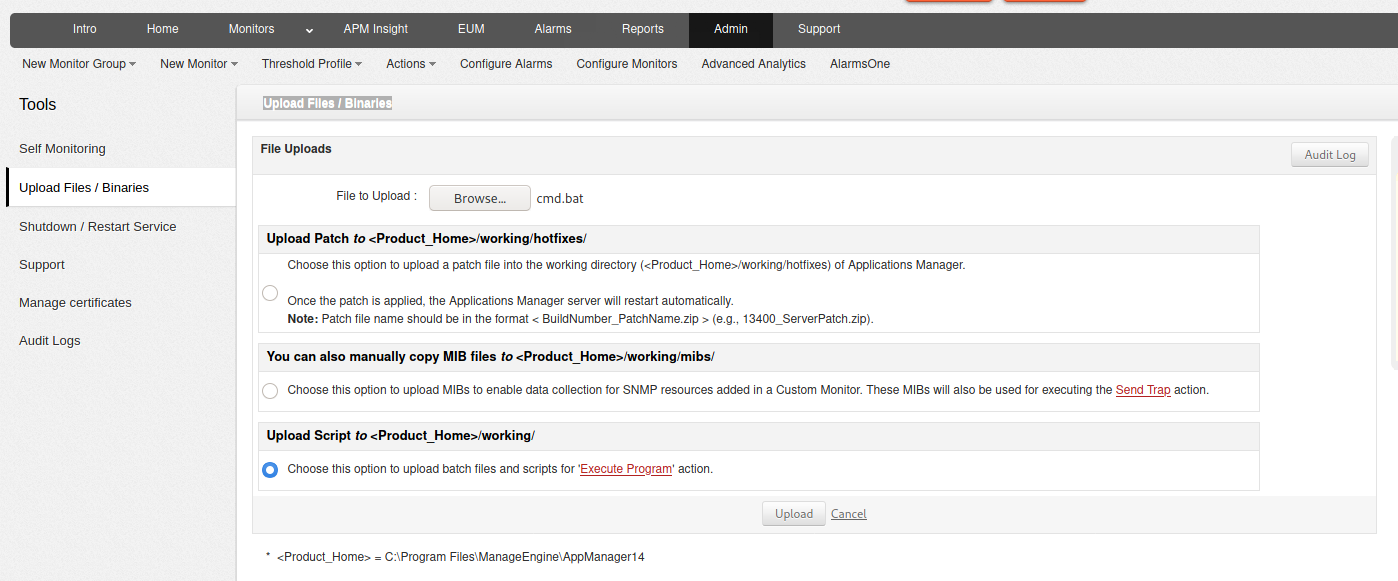 Intro Home Monitors APM Insight EUM Alarms Reports Admin Support
New Monitor Group New Monitor Threshold Profile Actions Configure Alarms Configure Monitors Advanced Analytics AlarmsOne
Tools
Self Monitoring
Upload Files / Binaries
Shutdown / Restart Service
Support
Manage certificates
Audit Logs
Upload Files / Binaries
File Uploads
Audit Log
File to Upload : Browse... cmd.bat
Upload Patch to <Product_Home>/working/hotfixes/
Choose this option to upload a patch file into the working directory (<Product_Home>/working/hotfixes) of Applications Manager.
Once the patch is applied, the Applications Manager server will restart automatically.
Note: Patch file name should be in the format < BuildNumber_PatchName.zip > (e.g., 13400_ServerPatch.zip).
You can also manually copy MIB files to <Product_Home>/working/mibs/
Choose this option to upload MIBs to enable data collection for SNMP resources added in a Custom Monitor. These MIBs will also be used for executing the Send Trap action.
Upload Script to <Product_Home>/working/
Choose this option to upload batch files and scripts for 'Execute Program' action.
Upload Cancel
* <Product_Home> = C:\Program Files\ManageEngine\AppManager14